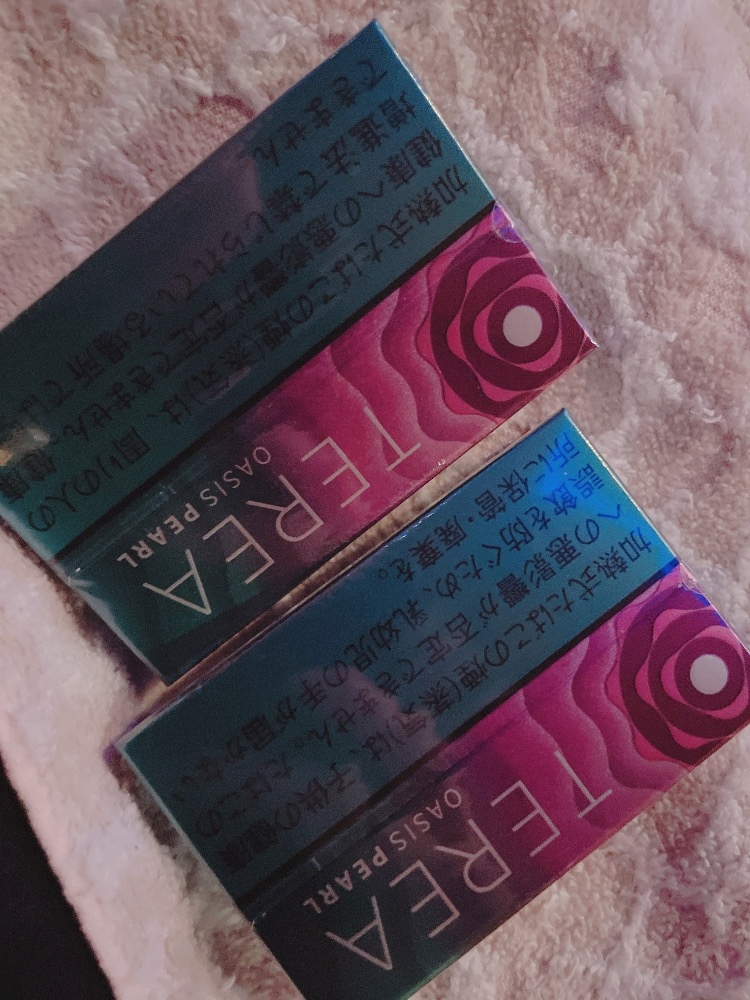 加熱式たばこの煙(蒸気)は、周りの人の
健康への悪影響が否定できません。健康
増進法で禁じられている場所では
できません
TEREA
OASIS PEARL
加熱式たばこの煙(蒸気)は、子供の健康
への悪影響が否定できません。たばこの
誤飲を防ぐため、乳幼児の手が届かない
所に保管・廃棄を。
TEREA
OASIS PEARL